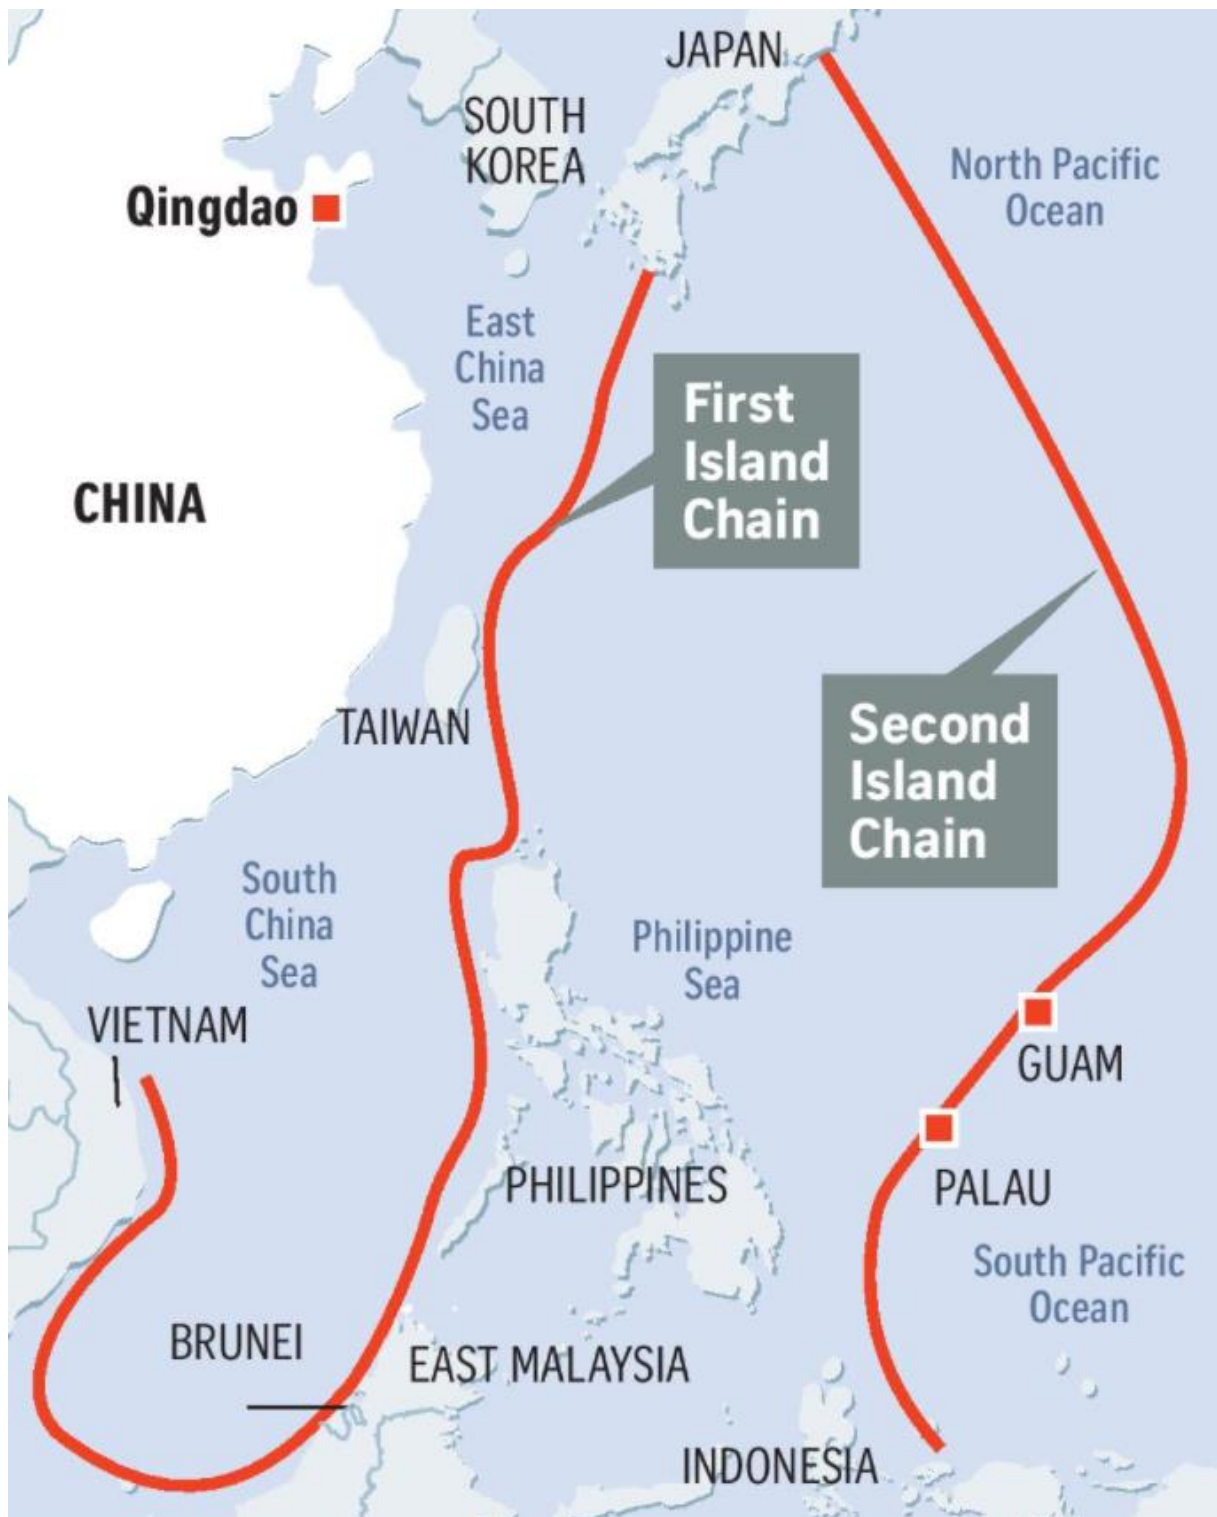 JAPAN
SOUTH
KOREA
North Pacific
Ocean
Qingdao
East
China
Sea
First
Island
Chain
CHINA
TAIWAN
Second
Island
Chain
South
China
Sea
Philippine
Sea
VIETNAM
GUAM
PHILIPPINES
PALAU
South Pacific
Ocean
BRUNEI
EAST MALAYSIA
INDONESIA